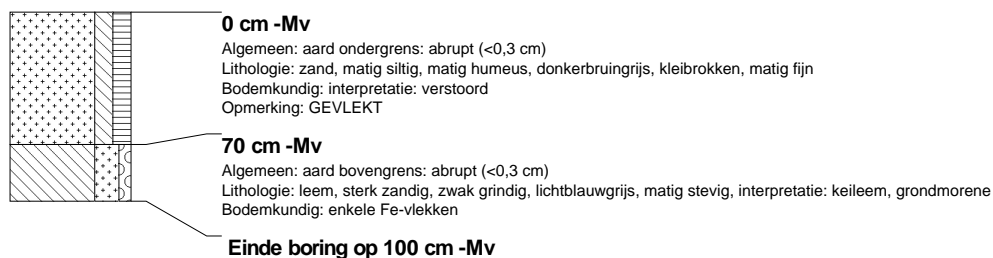 0 cm -Mv
Algemeen: aard ondergrens: abrupt (<0,3 cm)
Lithologie: zand, matig siltig, matig humeus, donkerbruingrijs, kleibrokken, matig fijn
Bodemkundig: interpretatie: verstoord
Opmerking: GEVLEKT
70 cm -Mv
Algemeen: aard bovengrens: abrupt (<0,3 cm)
Lithologie: leem, sterk zandig, zwak grindig, lichtblauwgrijs, matig stevig, interpretatie: keileem, grondmorene
Bodemkundig: enkele Fe-vlekken
Einde boring op 100 cm -Mv